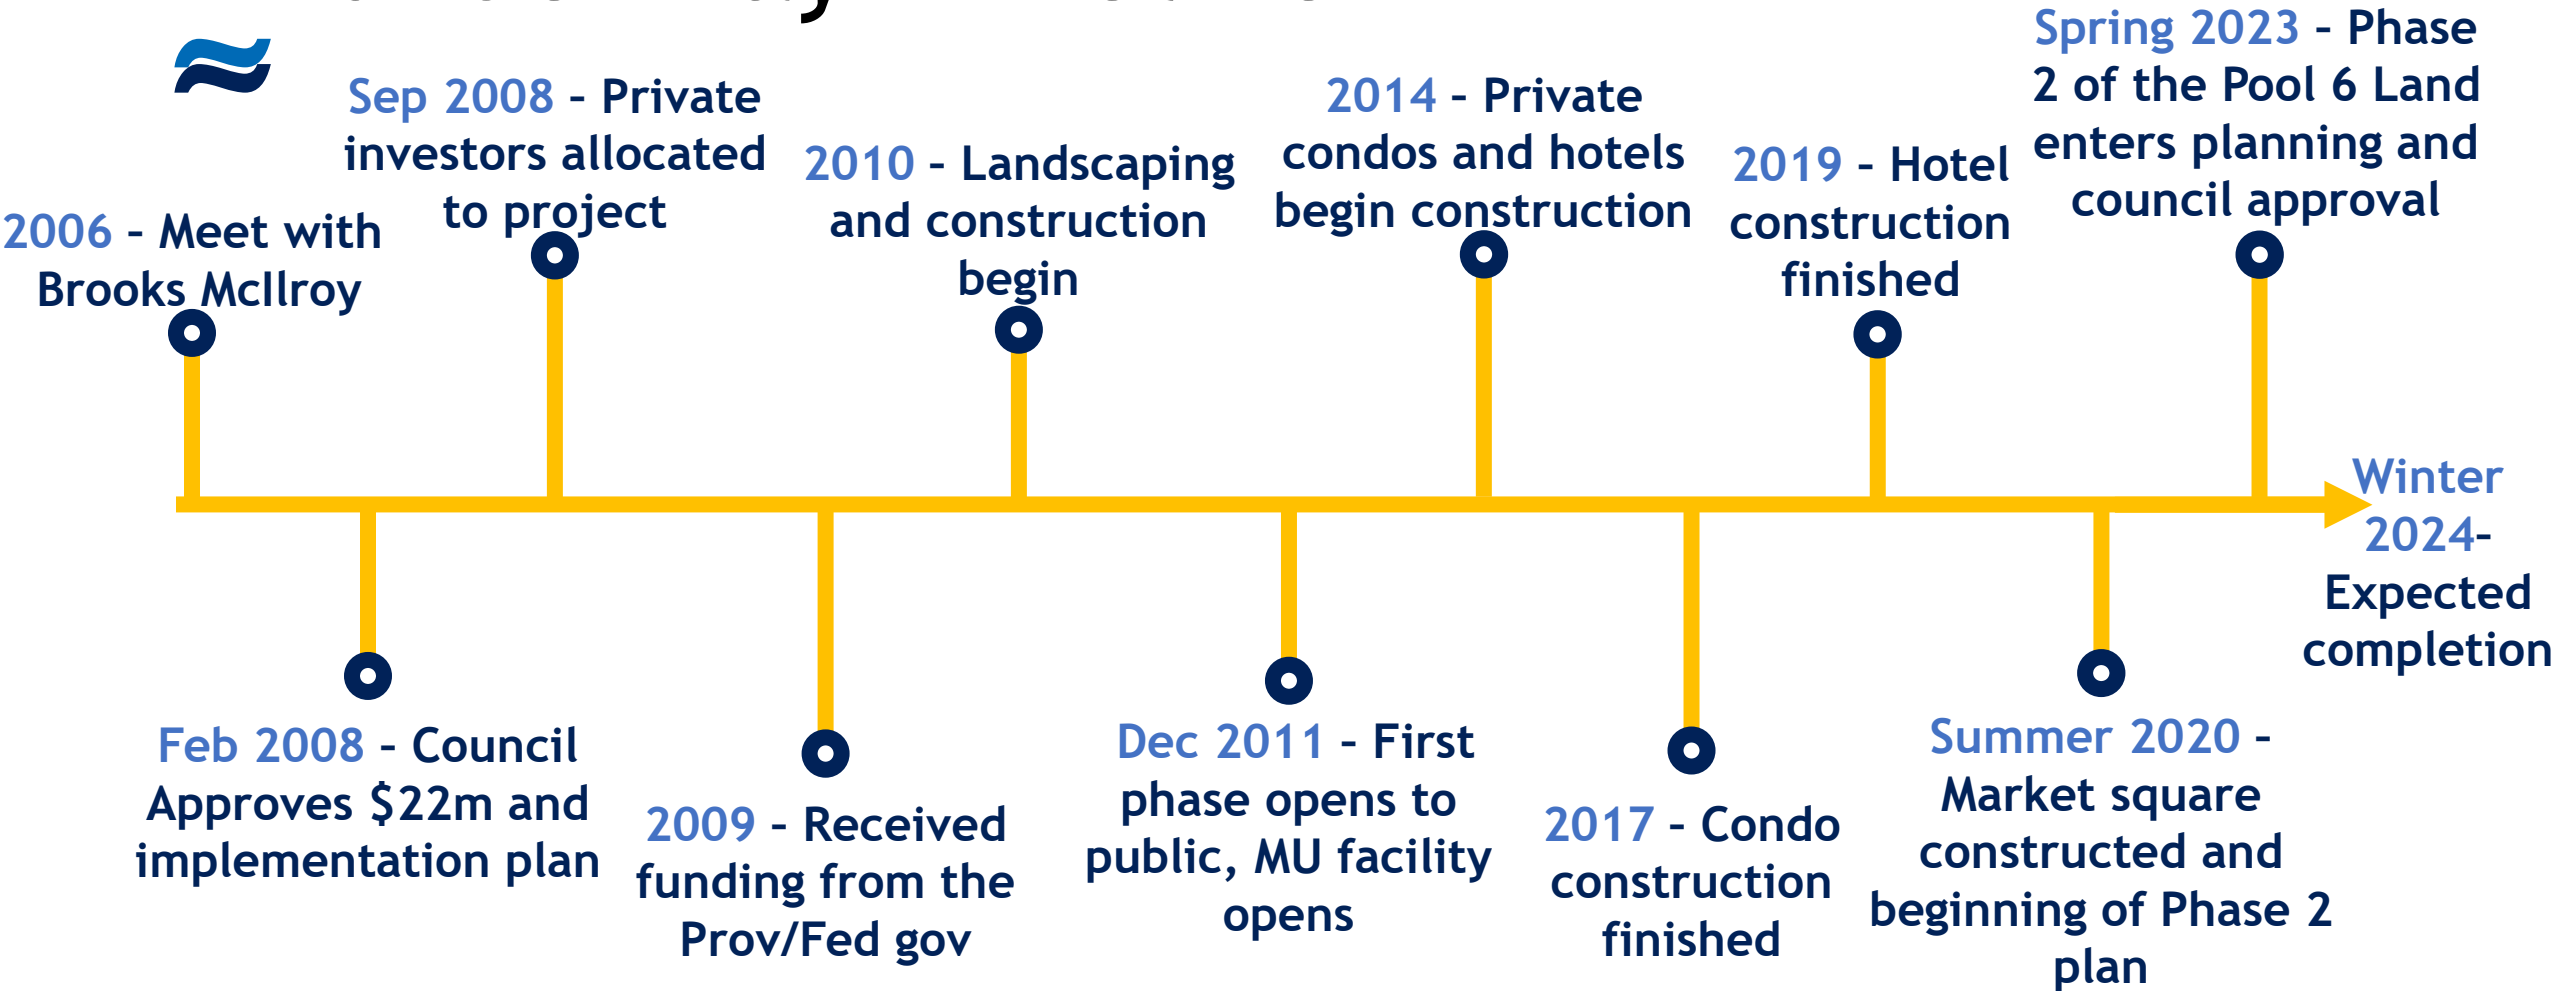 2006 – Meet with
Brooks McIlroy
Feb 2008 – Council
Approves $22m and
implementation plan
Sep 2008 – Private
investors allocated
to project
2009 – Received
funding from the
Prov/Fed gov
2010 – Landscaping
and construction
begin
Dec 2011 – First
phase opens to
public, MU facility
opens
2014 – Private
condos and hotels
begin construction
2017 – Condo
construction
finished
2019 – Hotel
construction
finished
Summer 2020 –
Market square
constructed and
beginning of Phase 2
plan
Spring 2023 – Phase
2 of the Pool 6 Land
enters planning and
council approval
Winter
2024–
Expected
completion